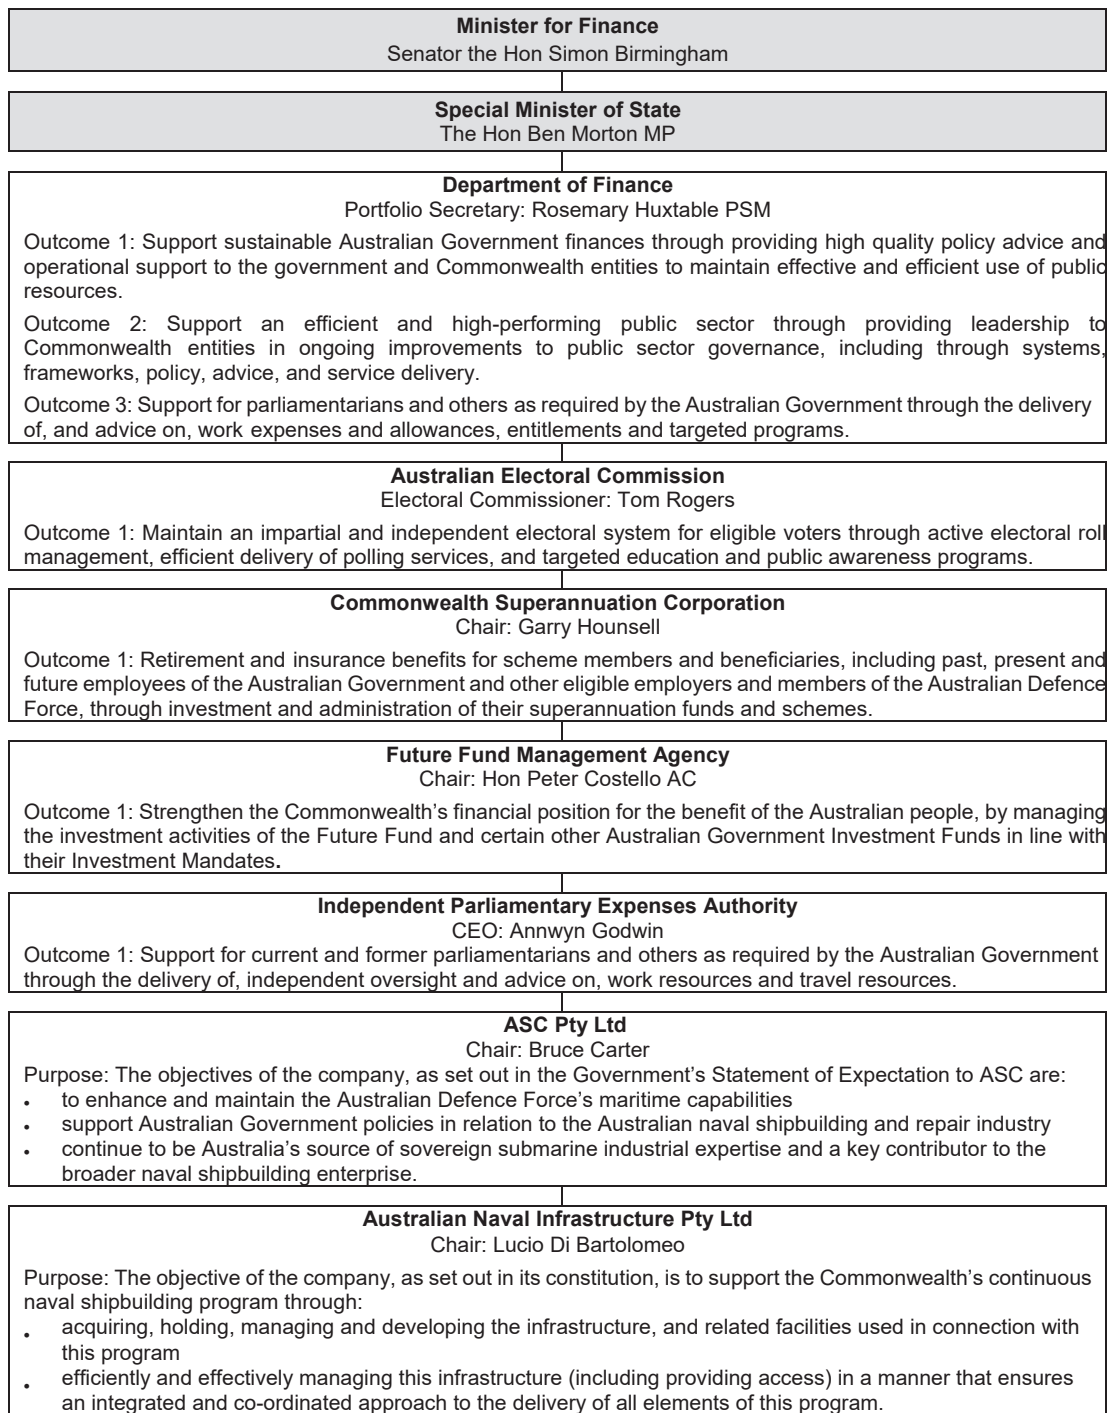 Minister for Finance
Senator the Hon Simon Birmingham
Special Minister of State
The Hon Ben Morton MP
Department of Finance
Portfolio Secretary: Rosemary Huxtable PSM
Outcome 1: Support sustainable Australian Government finances through providing high quality policy advice and
operational support to the government and Commonwealth entities to maintain effective and efficient use of public
resources.
Outcome 2: Support an efficient and high-performing public sector through providing leadership to
Commonwealth entities in ongoing improvements to public sector governance, including through systems,
frameworks, policy, advice, and service delivery.
Outcome 3: Support for parliamentarians and others as required by the Australian Government through the delivery
of, and advice on, work expenses and allowances, entitlements and targeted programs.
Australian Electoral Commission
Electoral Commissioner: Tom Rogers
Outcome 1: Maintain an impartial and independent electoral system for eligible voters through active electoral roll
management, efficient delivery of polling services, and targeted education and public awareness programs.
Commonwealth Superannuation Corporation
Chair: Garry Hounsell
Outcome 1: Retirement and insurance benefits for scheme members and beneficiaries, including past, present and
future employees of the Australian Government and other eligible employers and members of the Australian Defence
Force, through investment and administration of their superannuation funds and schemes.
Future Fund Management Agency
Chair: Hon Peter Costello AC
Outcome 1: Strengthen the Commonwealth's financial position for the benefit of the Australian people, by managing
the investment activities of the Future Fund and certain other Australian Government Investment Funds in line with
their Investment Mandates.
Independent Parliamentary Expenses Authority
CEO: Annwyn Godwin
Outcome 1: Support for current and former parliamentarians and others as required by the Australian Government
through the delivery of, independent oversight and advice on, work resources and travel resources.
ASC Pty Ltd
Chair: Bruce Carter
Purpose: The objectives of the company, as set out in the Government's Statement of Expectation to ASC are:
• to enhance and maintain the Australian Defence Force's maritime capabilities
• support Australian Government policies in relation to the Australian naval shipbuilding and repair industry
• continue to be Australia's source of sovereign submarine industrial expertise and a key contributor to the
broader naval shipbuilding enterprise.
Australian Naval Infrastructure Pty Ltd
Chair: Lucio Di Bartolomeo
Purpose: The objective of the company, as set out in its constitution, is to support the Commonwealth's continuous
naval shipbuilding program through:
• acquiring, holding, managing and developing the infrastructure, and related facilities used in connection with
this program
• efficiently and effectively managing this infrastructure (including providing access) in a manner that ensures
an integrated and co-ordinated approach to the delivery of all elements of this program.